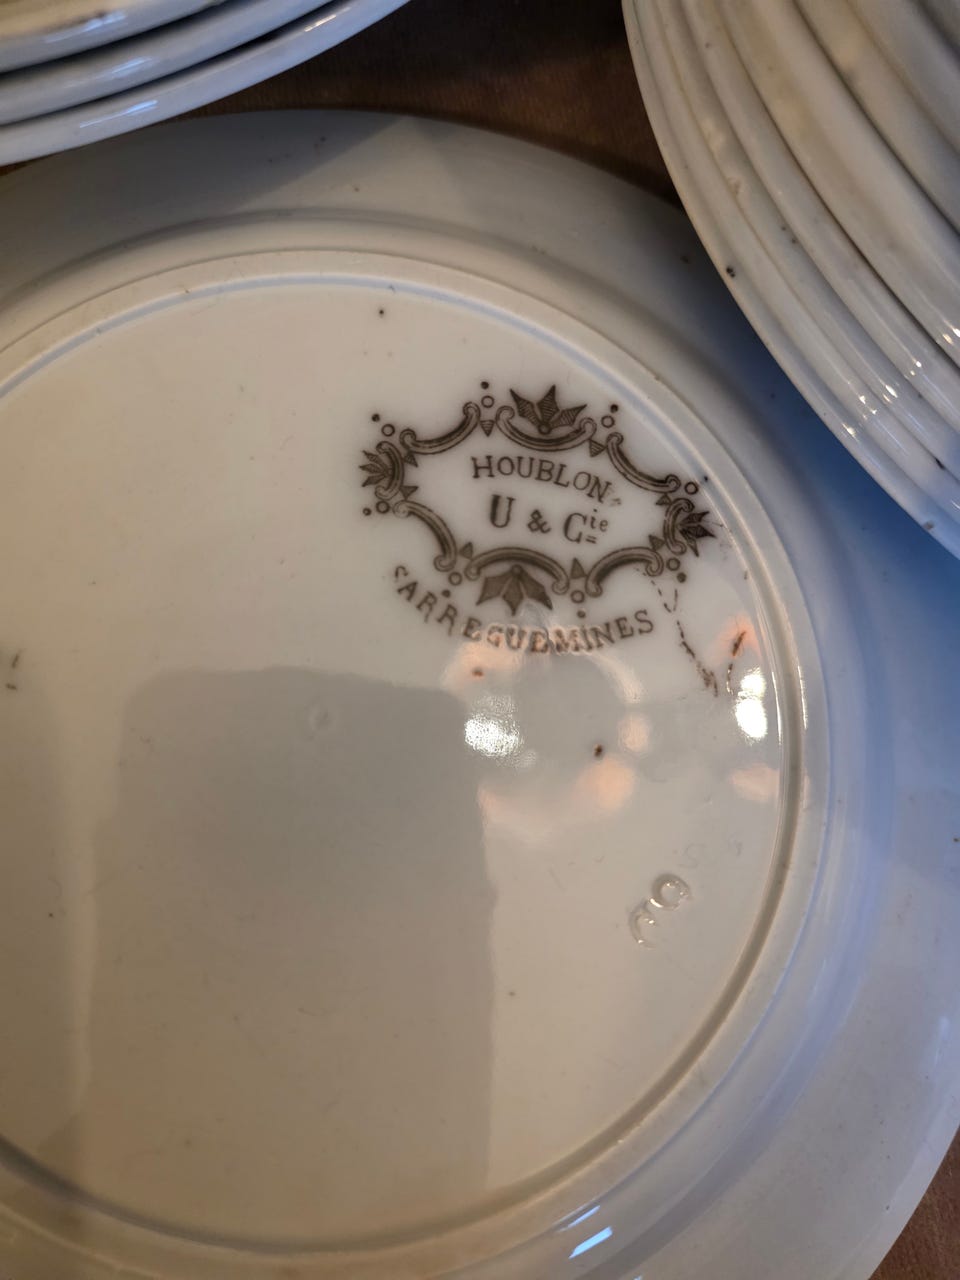 HOUBLON
U & Cie
SARREGUEMINES